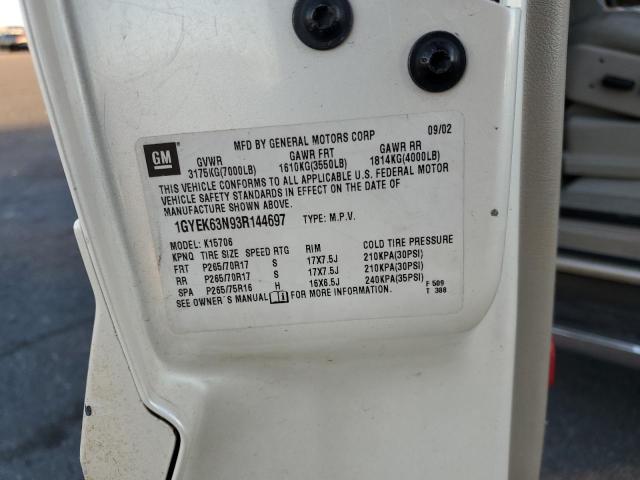 MFD BY GENERAL MOTORS CORP 09/02
GM
GVWR GAWR FRT GAWR RR
3175KG(7000LB) 1610KG(3550LB) 1814KG(4000LB)
THIS VEHICLE CONFORMS TO ALL APPLICABLE U.S. FEDERAL MOTOR
VEHICLE SAFETY STANDARDS IN EFFECT ON THE DATE OF
MANUFACTURE SHOWN ABOVE.
1GYEK63N93R144697 TYPE: M.P.V.
MODEL: K15706
KPNQ TIRE SIZE SPEED RTG RIM COLD TIRE PRESSURE
FRT P265/70R17 S 17X7.5J 210KPA(30PSI)
RR P265/70R17 S 17X7.5J 210KPA(30PSI)
SPA P265/75R16 H 16X6.5J 240KPA(35PSI)
SEE OWNER'S MANUAL FOR MORE INFORMATION. F 509
T 388